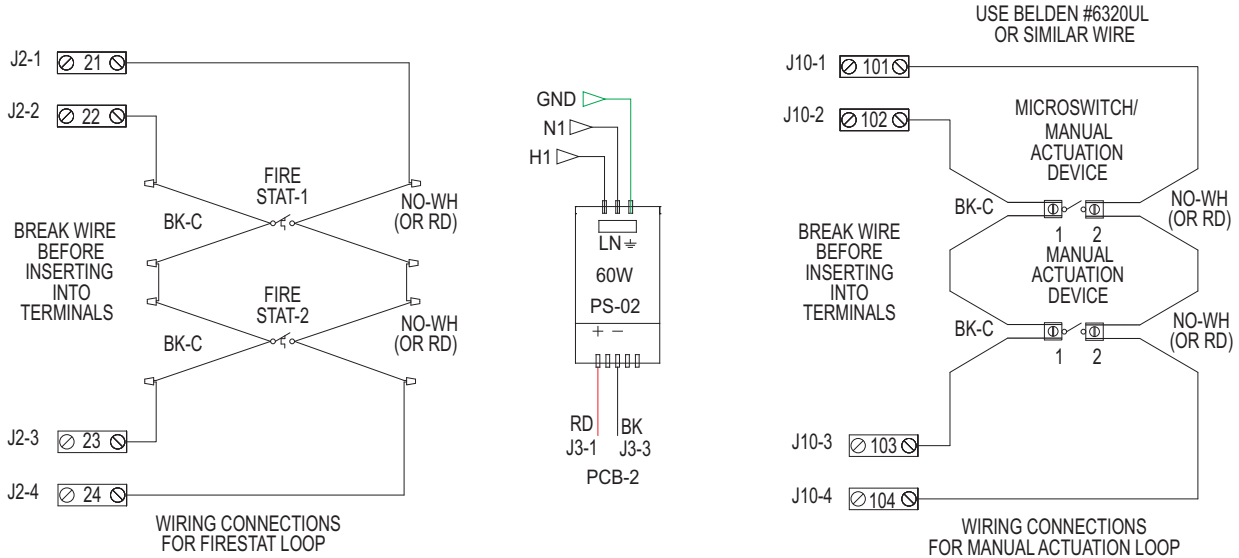 J2-1
21
J2-2
22
FIRE
STAT-1
BK-C
NO-WH
(OR RD)
BREAK WIRE
BEFORE
INSERTING
INTO
TERMINALS
FIRE
STAT-2
BK-C
NO-WH
(OR RD)
J2-3
23
J2-4
24
WIRING CONNECTIONS
FOR FIRESTAT LOOP
GND
N1
H1
LN
60W
PS-02
+ −
RD
BK
J3-1
J3-3
PCB-2
USE BELDEN #6320UL
OR SIMILAR WIRE
J10-1
101
J10-2
102
MICROSWITCH/
MANUAL
ACTUATION
DEVICE
BK-C
NO-WH
(OR RD)
1
2
BREAK WIRE
BEFORE
INSERTING
INTO
TERMINALS
MANUAL
ACTUATION
DEVICE
BK-C
NO-WH
(OR RD)
1
2
J10-3
103
J10-4
104
WIRING CONNECTIONS
FOR MANUAL ACTUATION LOOP